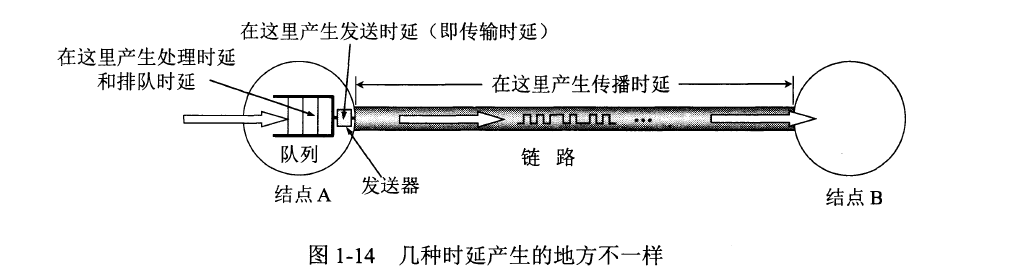 在这里产生发送时延（即传输时延）
在这里产生处理时延
和排队时延
在这里产生传播时延
队列
链 路
发送器
结点 A
结点 B
图 1-14 几种时延产生的地方不一样